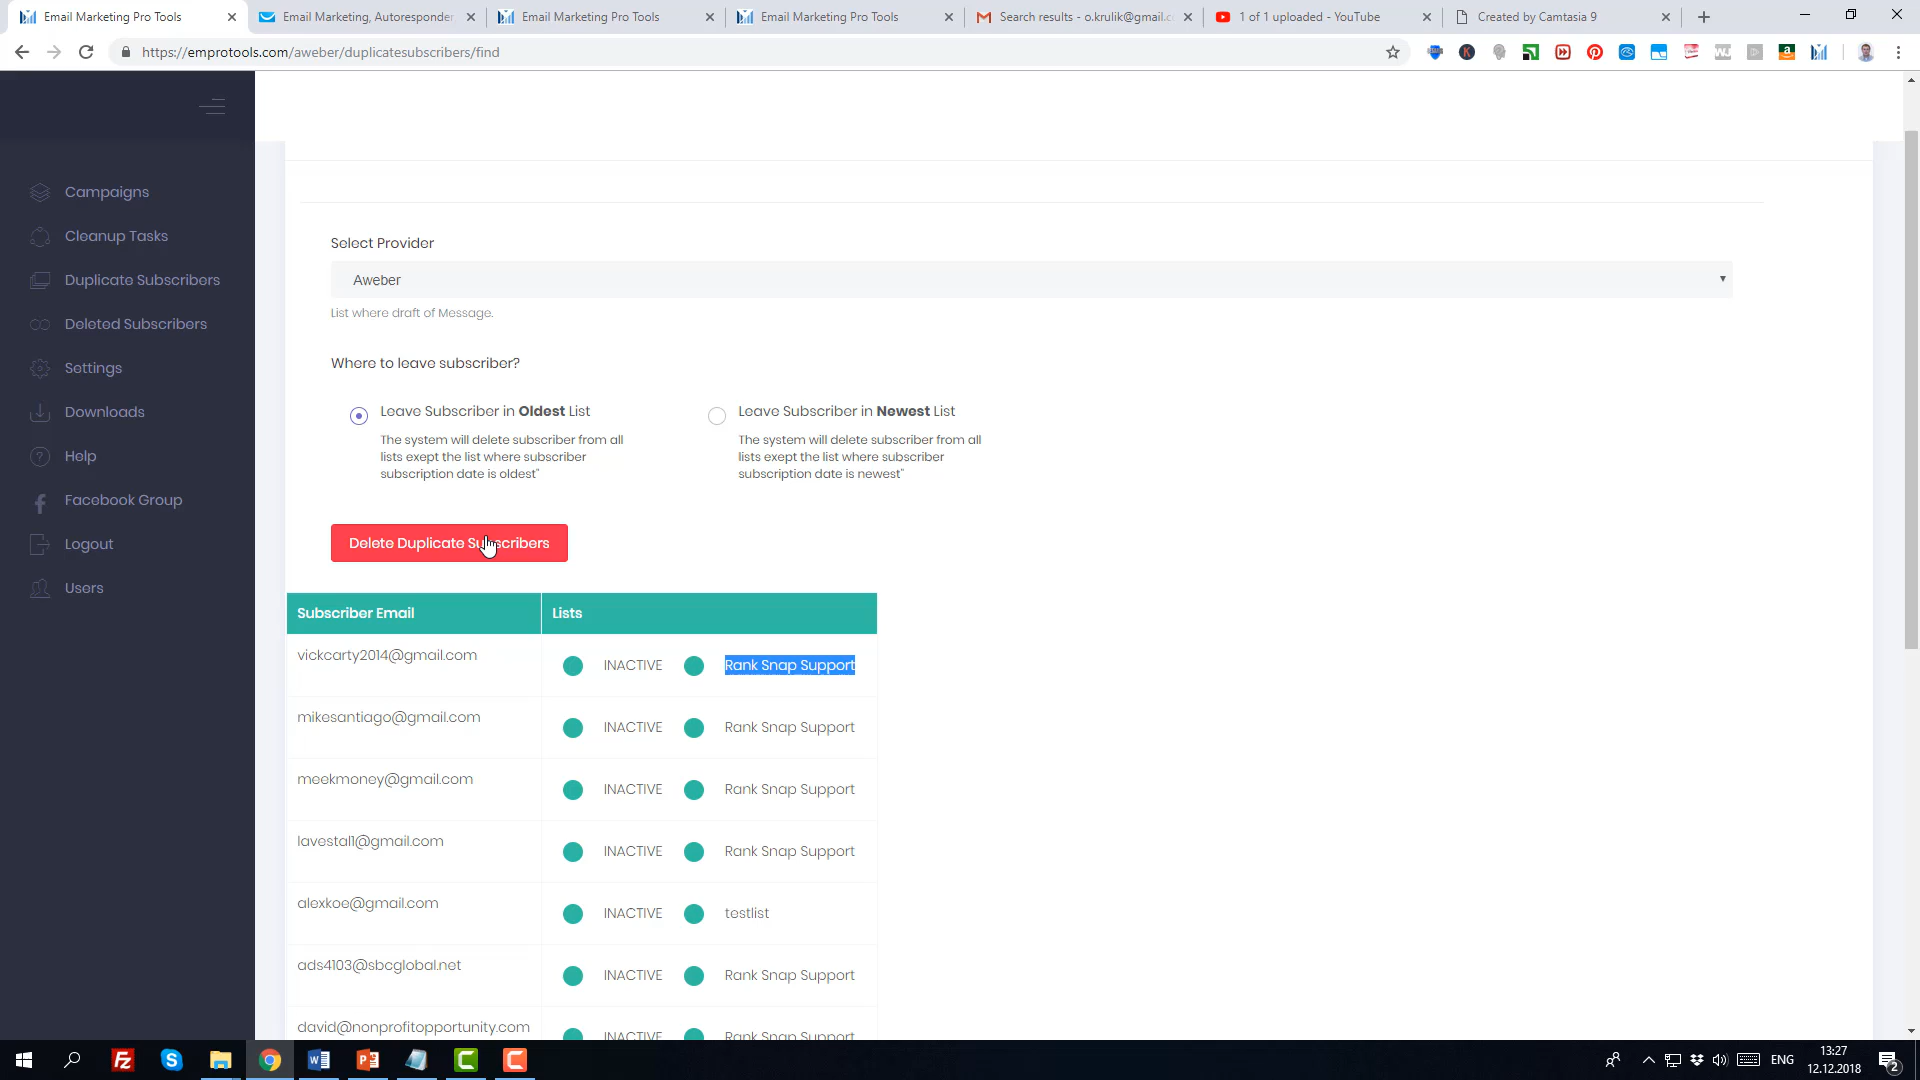 Email Marketing Pro Tools
Email Marketing, Autoresponder
Email Marketing Pro Tools
Email Marketing Pro Tools
Search results - o.krulik@gmail.c
1 of 1 uploaded - YouTube
Created by Camtasia 9
https://emprotools.com/aweber/duplicatesubscribers/find
Campaigns
Cleanup Tasks
Duplicate Subscribers
Deleted Subscribers
Settings
Downloads
Help
Facebook Group
Logout
Users
Select Provider
Aweber
List where draft of Message.
Where to leave subscriber?
Leave Subscriber in Oldest List
The system will delete subscriber from all
lists exept the list where subscriber
subscription date is oldest"
Leave Subscriber in Newest List
The system will delete subscriber from all
lists exept the list where subscriber
subscription date is newest"
Delete Duplicate Subscribers
Subscriber Email Lists
vickcarty2014@gmail.com INACTIVE Rank Snap Support
mikesantiago@gmail.com INACTIVE Rank Snap Support
meekmoney@gmail.com INACTIVE Rank Snap Support
lavestal1@gmail.com INACTIVE Rank Snap Support
alexkoe@gmail.com INACTIVE testlist
ads4103@sbcglobal.net INACTIVE Rank Snap Support
david@nonprofitopportunity.com INACTIVE Rank Snap Support
ENG
13:27
12.12.2018
2